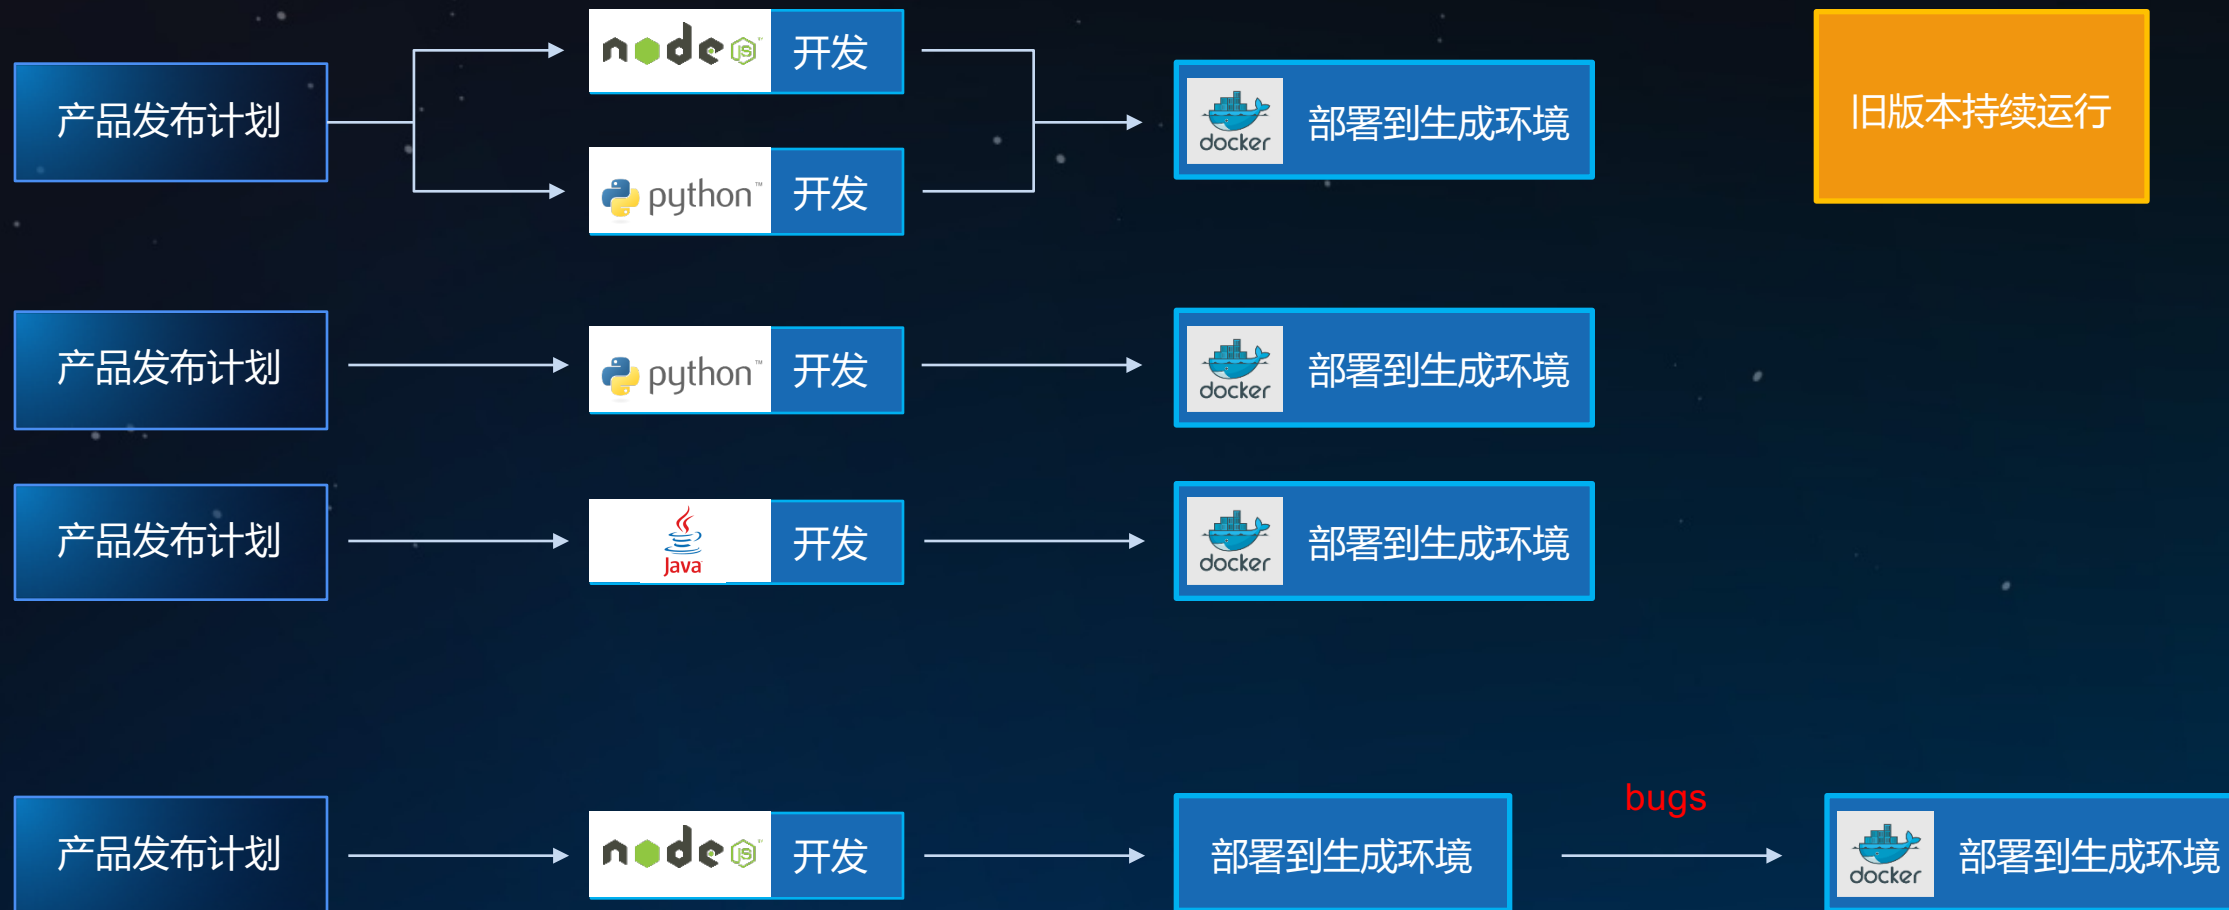 产品发布计划
node JS
开发
python™
开发
docker
部署到生成环境
旧版本持续运行
产品发布计划
python™
开发
docker
部署到生成环境
产品发布计划
Java
开发
docker
部署到生成环境
产品发布计划
node JS
开发
部署到生成环境
bugs
docker
部署到生成环境